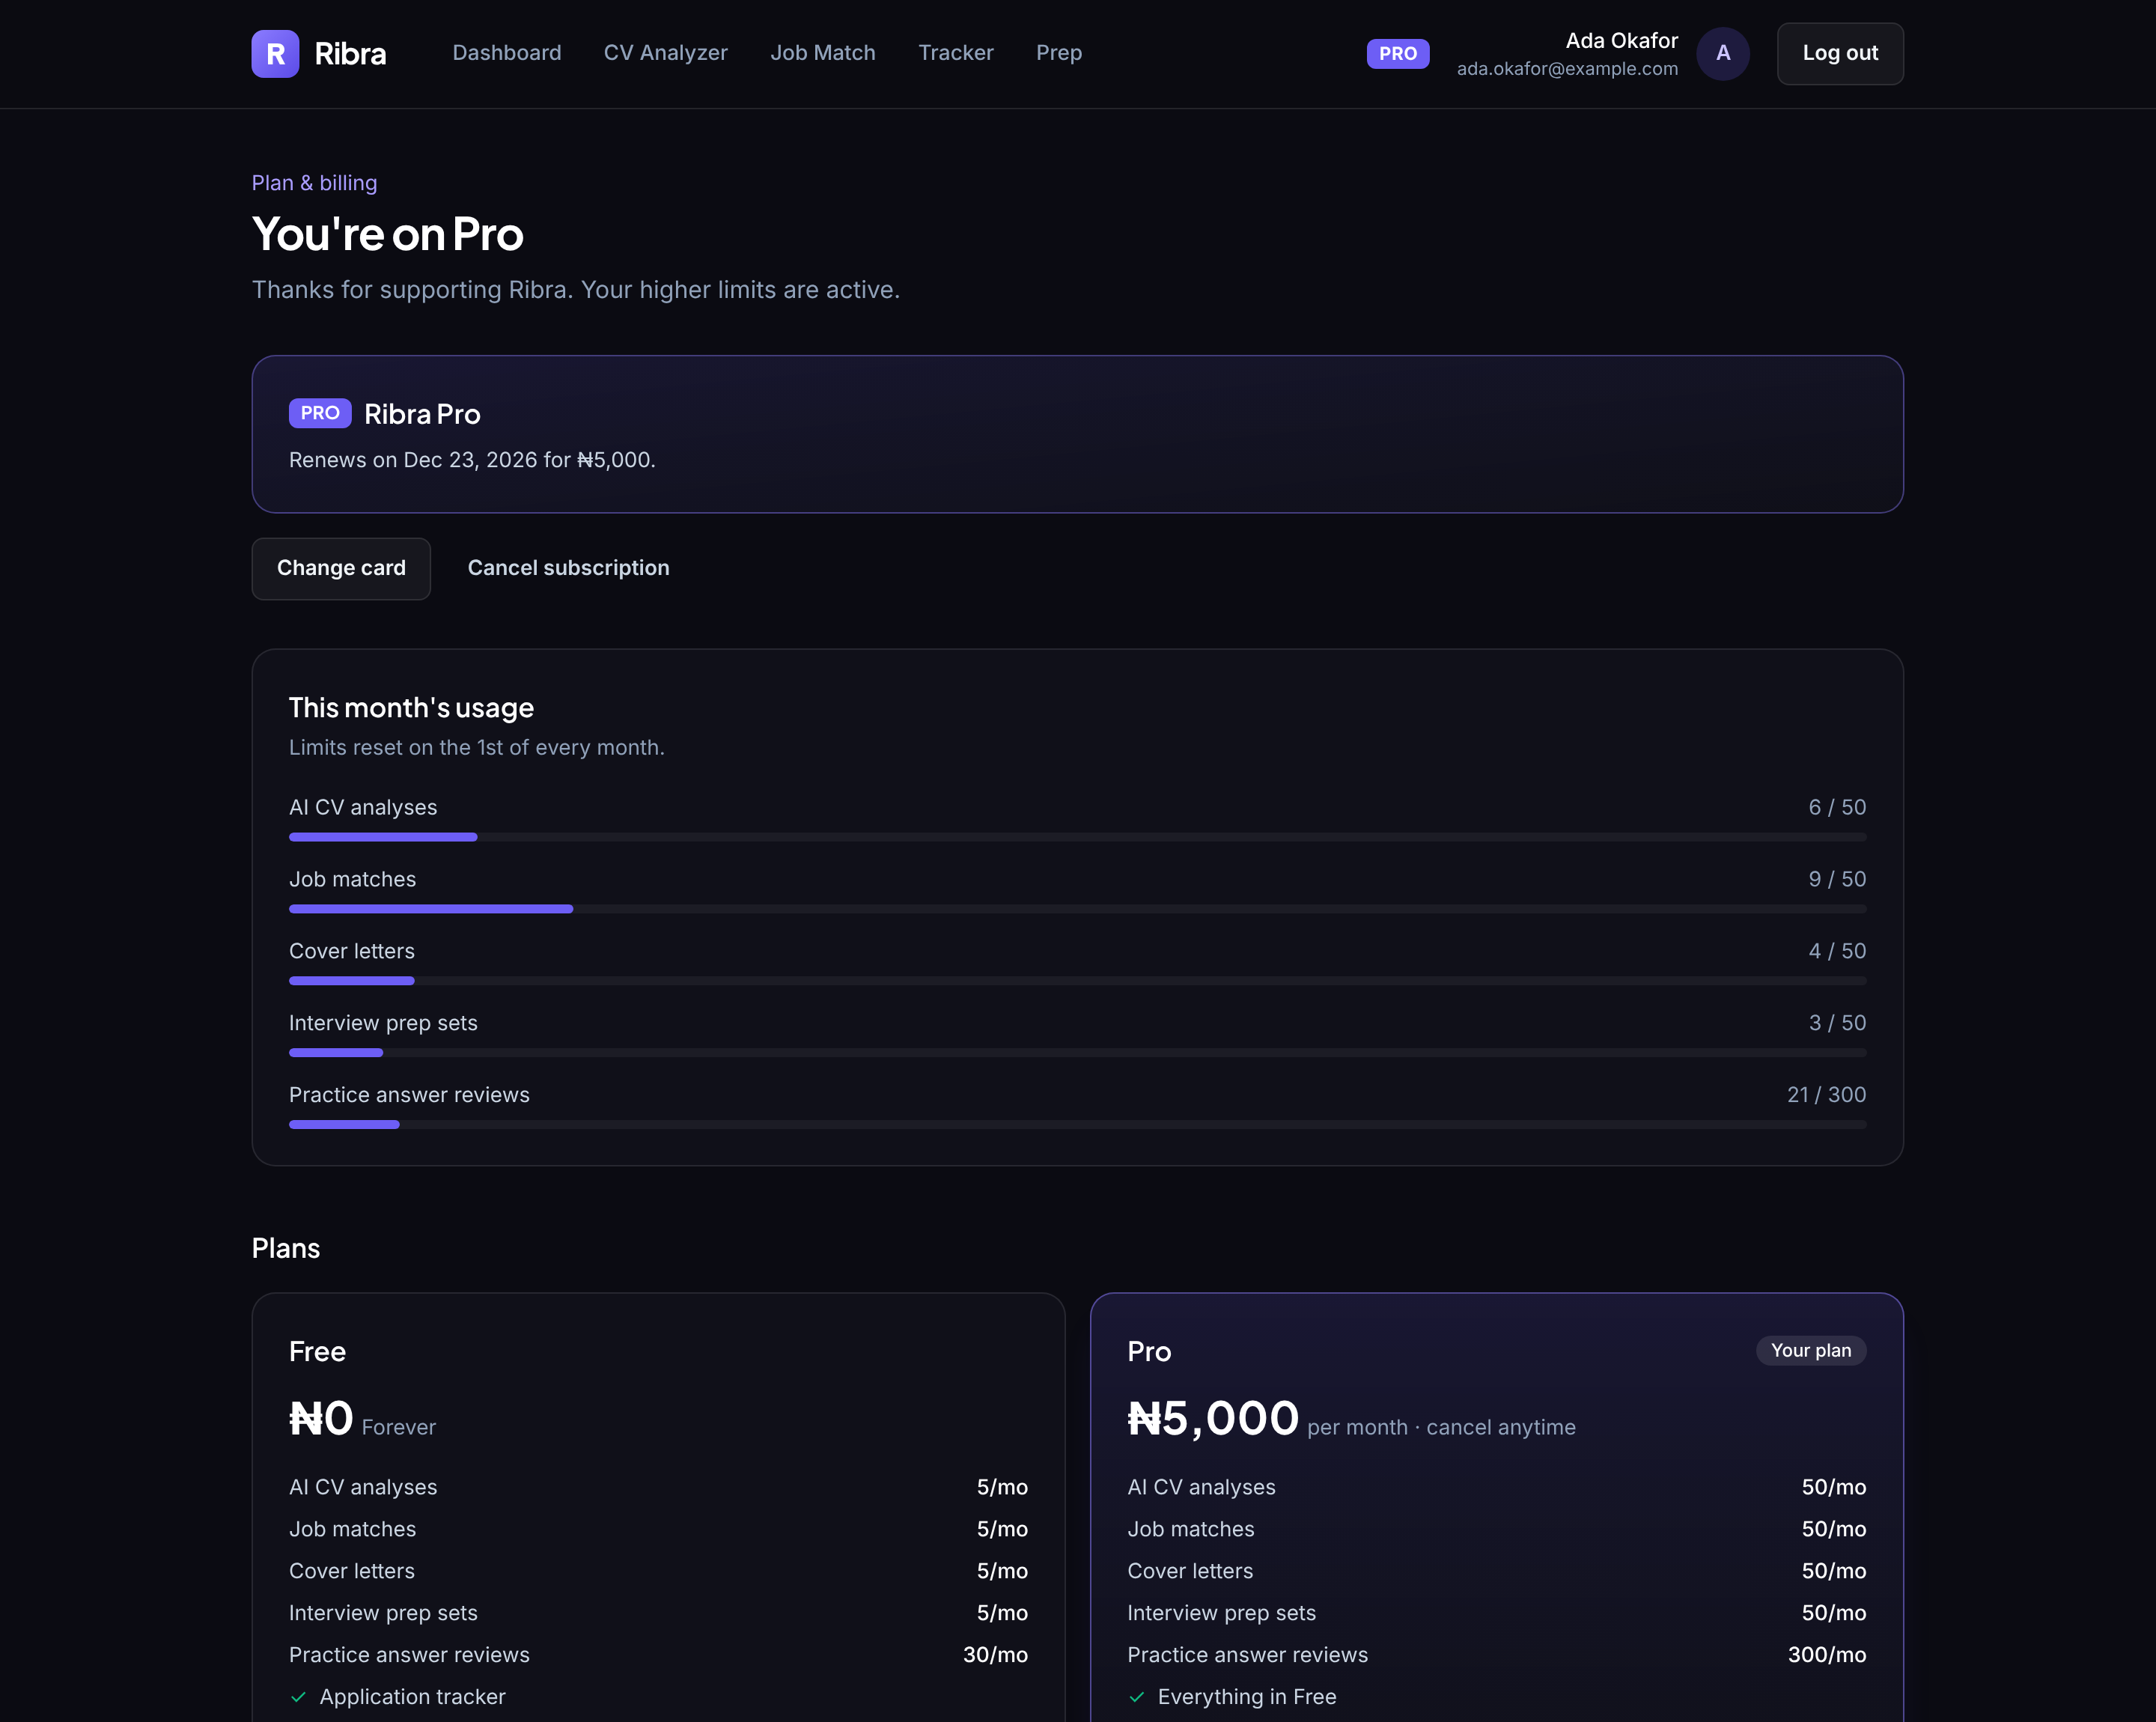 R Ribra Dashboard CV Analyzer Job Match Tracker Prep PRO Ada Okafor A Log out
ada.okafor@example.com
Plan & billing
You're on Pro
Thanks for supporting Ribra. Your higher limits are active.
PRO Ribra Pro
Renews on Dec 23, 2026 for ₦5,000.
Change card Cancel subscription
This month's usage
Limits reset on the 1st of every month.
AI CV analyses 6 / 50
Job matches 9 / 50
Cover letters 4 / 50
Interview prep sets 3 / 50
Practice answer reviews 21 / 300
Plans
Free
₦0 Forever
AI CV analyses 5/mo
Job matches 5/mo
Cover letters 5/mo
Interview prep sets 5/mo
Practice answer reviews 30/mo
✓ Application tracker
Pro Your plan
₦5,000 per month · cancel anytime
AI CV analyses 50/mo
Job matches 50/mo
Cover letters 50/mo
Interview prep sets 50/mo
Practice answer reviews 300/mo
✓ Everything in Free